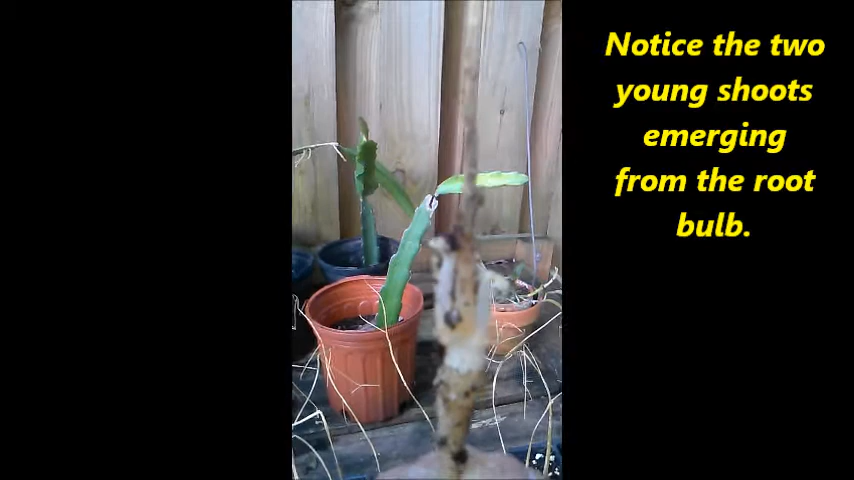 Notice the two
young shoots
emerging
from the root
bulb.